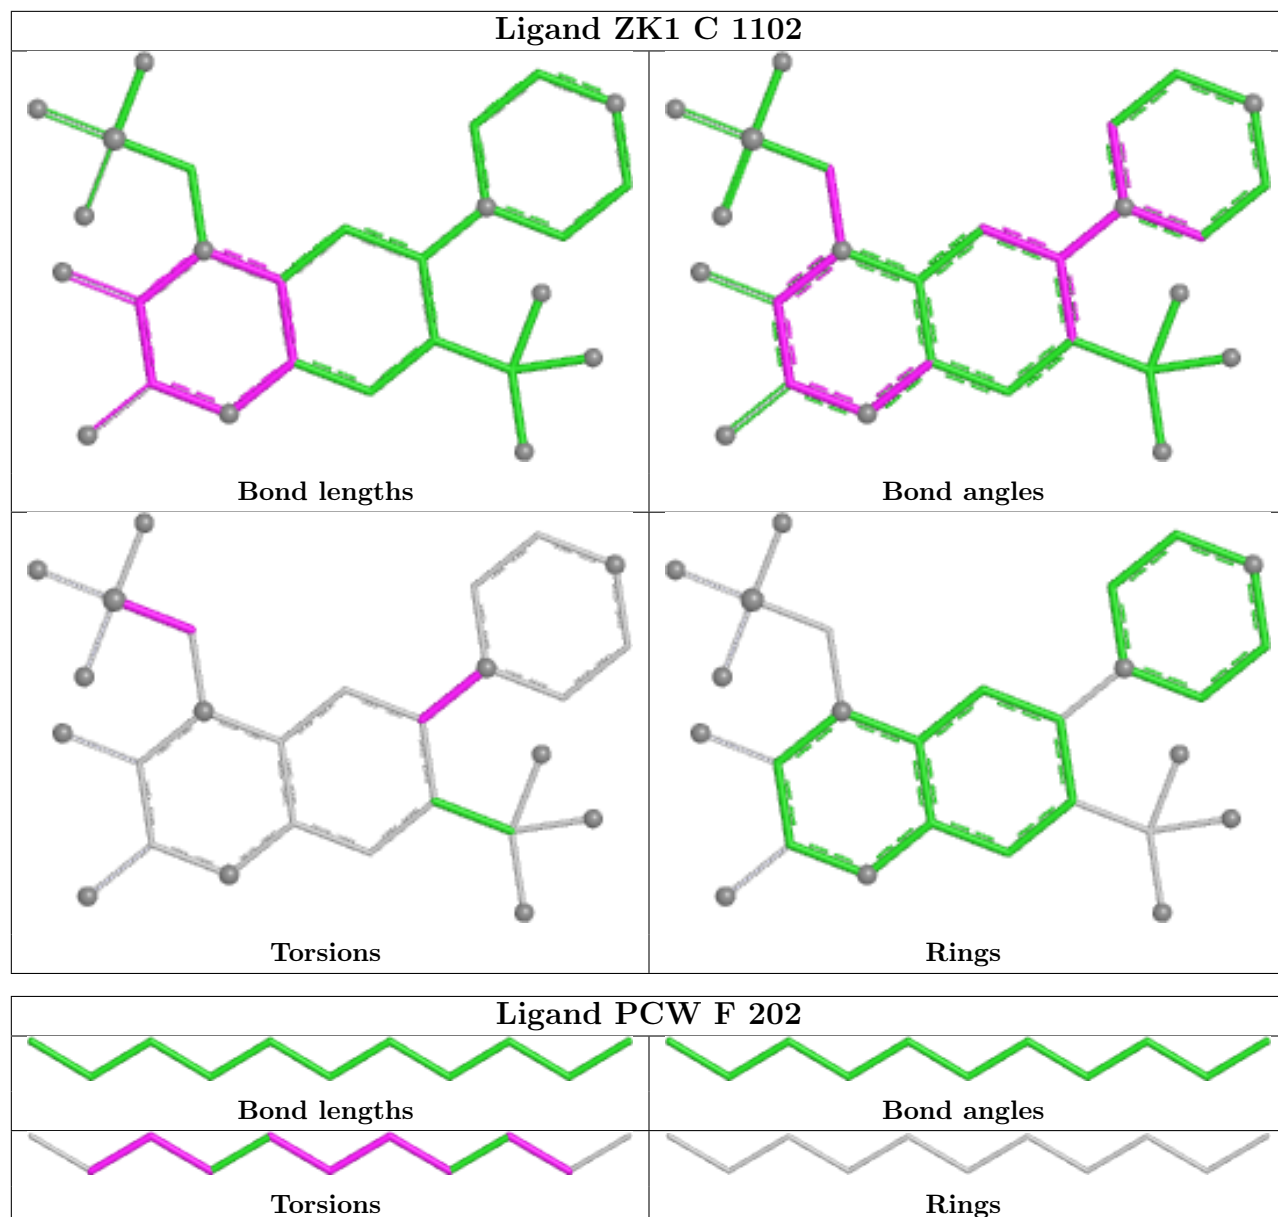 Ligand ZK1 C 1102
Bond lengths
Bond angles
Torsions
Rings
Ligand PCW F 202
Bond lengths
Bond angles
Torsions
Rings